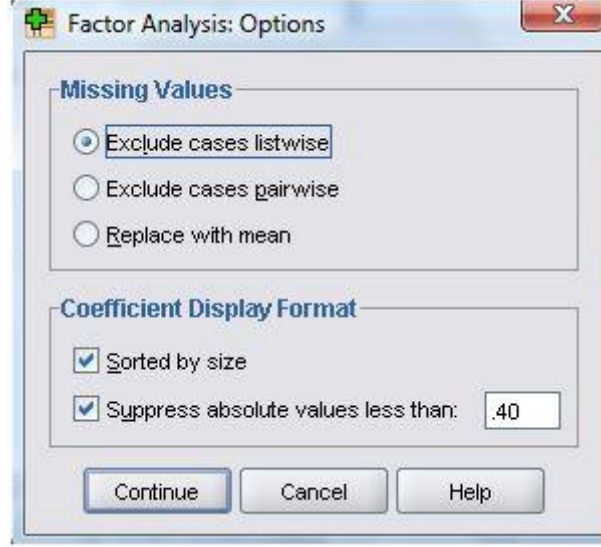 Factor Analysis: Options
X
Missing Values
Exclude cases listwise
Exclude cases pairwise
Replace with mean
Coefficient Display Format
Sorted by size
Suppress absolute values less than: .40
Continue Cancel Help